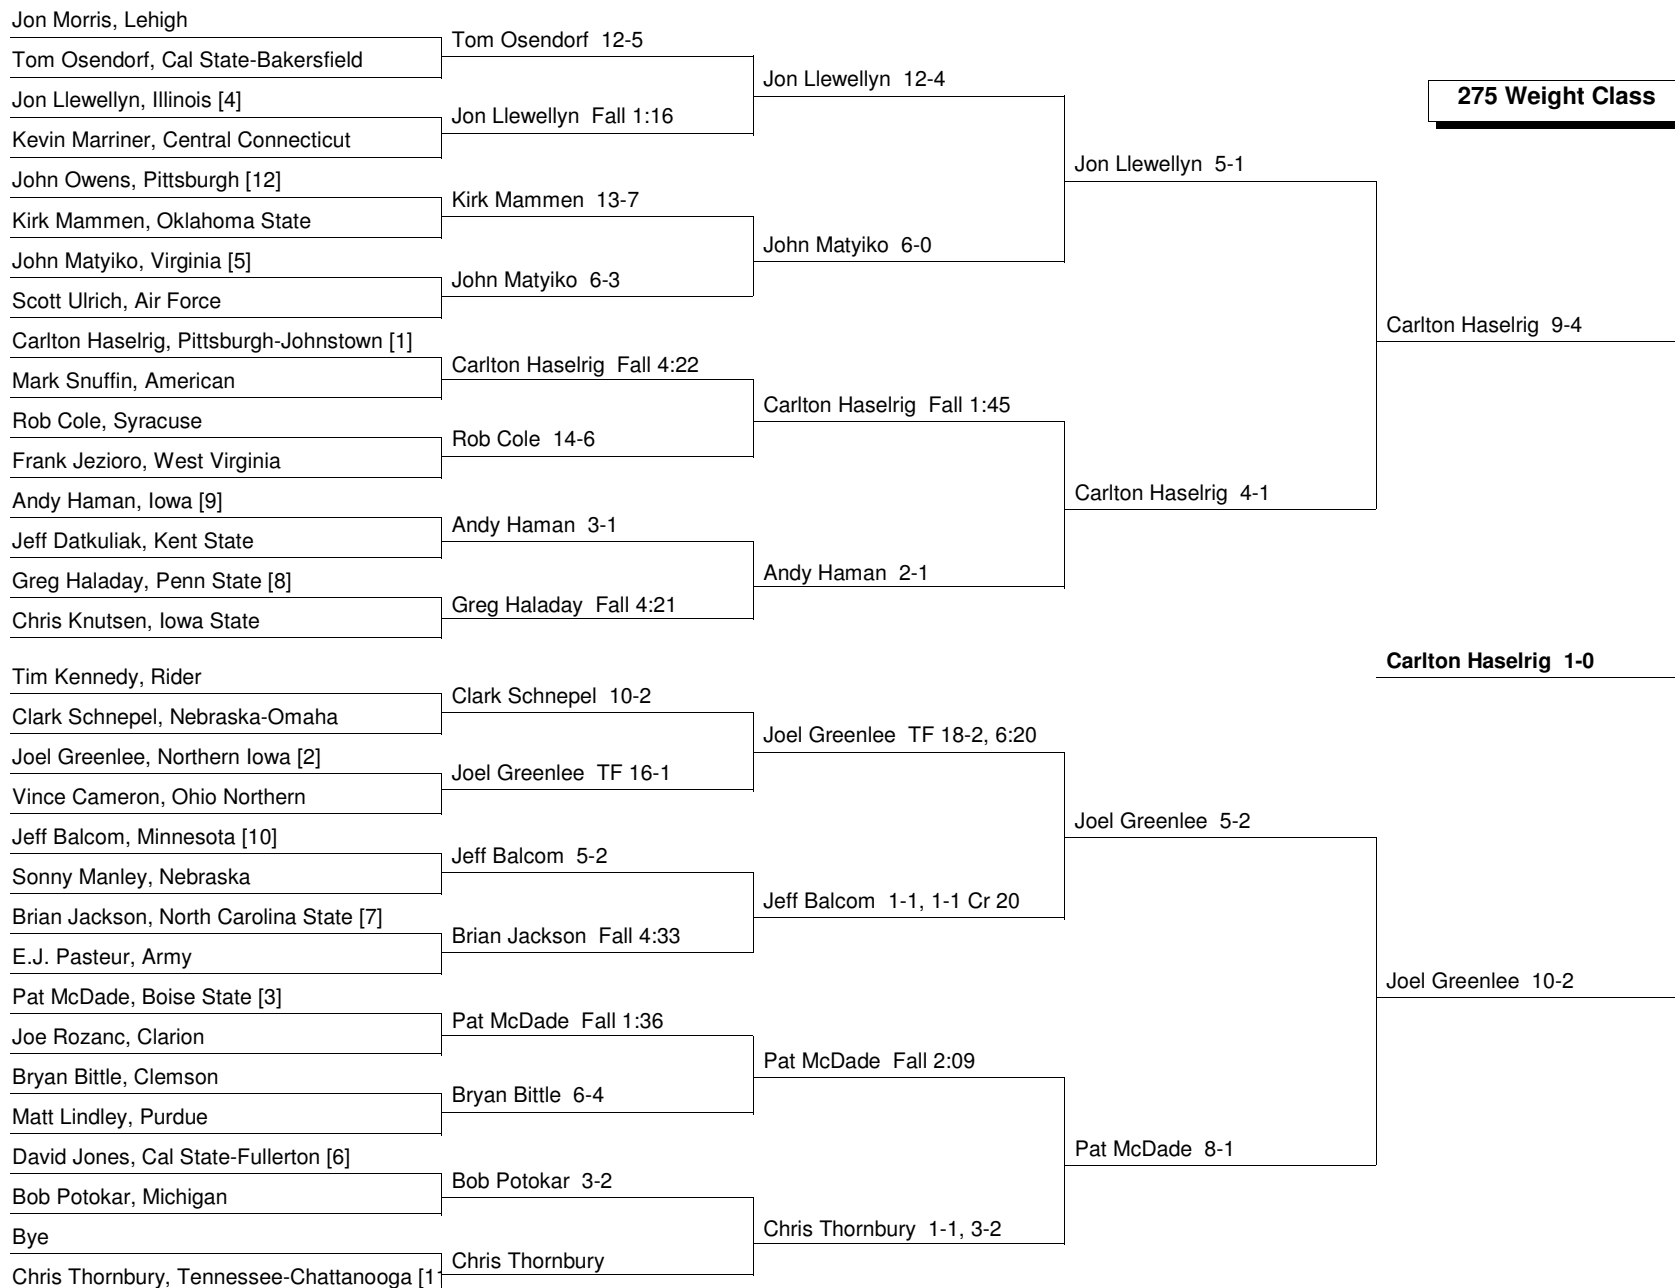 275 Weight Class
Jon Morris, Lehigh
Tom Osendorf, Cal State-Bakersfield
Jon Llewellyn, Illinois [4]
Kevin Marriner, Central Connecticut
John Owens, Pittsburgh [12]
Kirk Mammen, Oklahoma State
John Matyiko, Virginia [5]
Scott Ulrich, Air Force
Carlton Haselrig, Pittsburgh-Johnstown [1]
Mark Snuffin, American
Rob Cole, Syracuse
Frank Jezioro, West Virginia
Andy Haman, Iowa [9]
Jeff Datkuliak, Kent State
Greg Haladay, Penn State [8]
Chris Knutsen, Iowa State
Tim Kennedy, Rider
Clark Schnepel, Nebraska-Omaha
Joel Greenlee, Northern Iowa [2]
Vince Cameron, Ohio Northern
Jeff Balcom, Minnesota [10]
Sonny Manley, Nebraska
Brian Jackson, North Carolina State [7]
E.J. Pasteur, Army
Pat McDade, Boise State [3]
Joe Rozanc, Clarion
Bryan Bittle, Clemson
Matt Lindley, Purdue
David Jones, Cal State-Fullerton [6]
Bob Potokar, Michigan
Bye
Chris Thornbury, Tennessee-Chattanooga
Tom Osendorf 12-5
Jon Llewellyn Fall 1:16
Kirk Mammen 13-7
John Matyiko 6-3
Carlton Haselrig Fall 4:22
Rob Cole 14-6
Andy Haman 3-1
Greg Haladay Fall 4:21
Clark Schnepel 10-2
Joel Greenlee TF 16-1
Jeff Balcom 5-2
Brian Jackson Fall 4:33
Pat McDade Fall 1:36
Bryan Bittle 6-4
Bob Potokar 3-2
Chris Thornbury
Jon Llewellyn 12-4
John Matyiko 6-0
Carlton Haselrig Fall 1:45
Andy Haman 2-1
Joel Greenlee TF 18-2, 6:20
Jeff Balcom 1-1, 1-1 Cr 20
Pat McDade Fall 2:09
Chris Thornbury 1-1, 3-2
Jon Llewellyn 5-1
Carlton Haselrig 4-1
Joel Greenlee 5-2
Pat McDade 8-1
Carlton Haselrig 9-4
Joel Greenlee 10-2
Carlton Haselrig 1-0